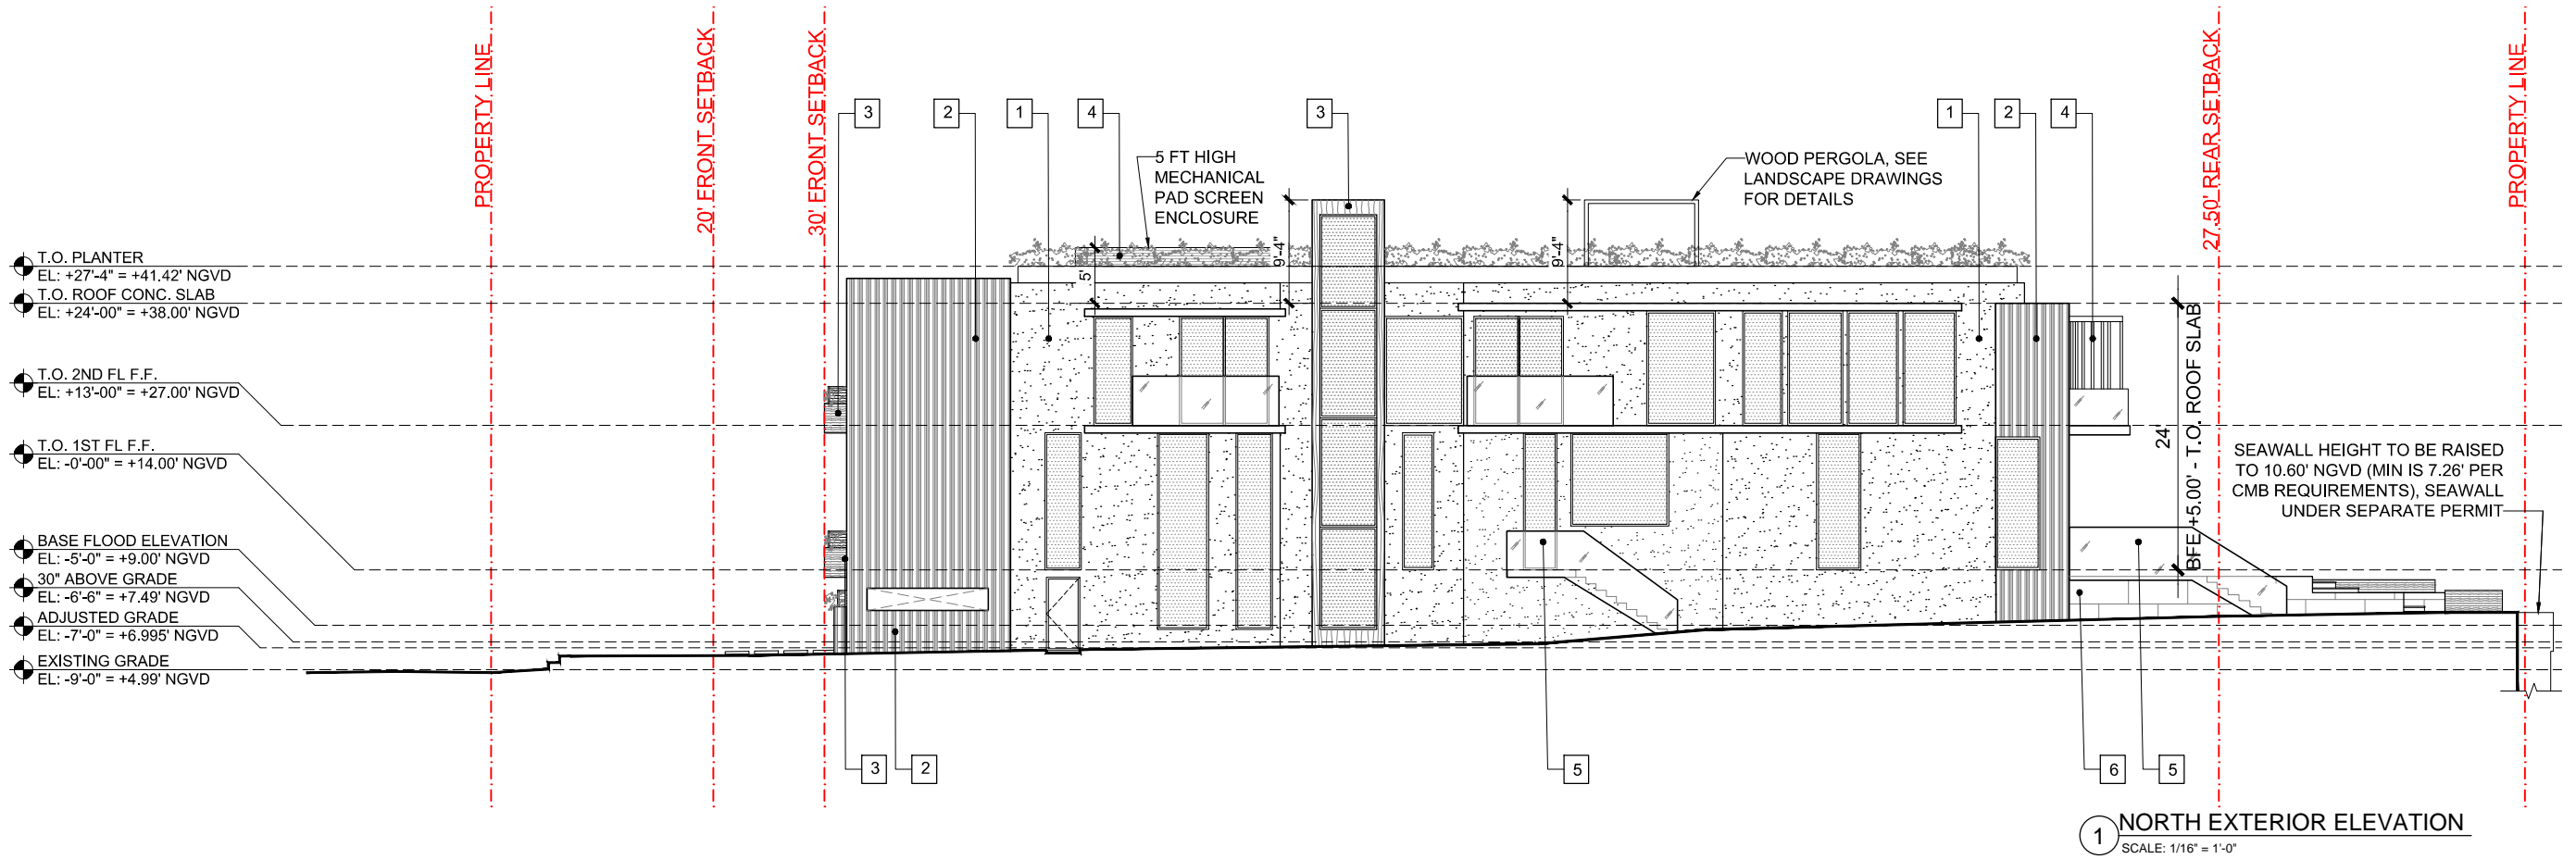 PROPERTY LINE
20' FRONT SETBACK
30' FRONT SETBACK
27.50' REAR SETBACK
PROPERTY LINE
3
2
1
4
3
1
2
4
5 FT HIGH
MECHANICAL
PAD SCREEN
ENCLOSURE
WOOD PERGOLA, SEE
LANDSCAPE DRAWINGS
FOR DETAILS
5'
9'-4"
9'-4"
T.O. PLANTER
EL: +27'-4" = +41.42' NGVD
T.O. ROOF CONC. SLAB
EL: +24'-00" = +38.00' NGVD
T.O. 2ND FL F.F.
EL: +13'-00" = +27.00' NGVD
T.O. 1ST FL F.F.
EL: -0'-00" = +14.00' NGVD
BASE FLOOD ELEVATION
EL: -5'-0" = +9.00' NGVD
30" ABOVE GRADE
EL: -6'-6" = +7.49' NGVD
ADJUSTED GRADE
EL: -7'-0" = +6.995' NGVD
EXISTING GRADE
EL: -9'-0" = +4.99' NGVD
24'
BFE+5.00' - T.O. ROOF SLAB
SEAWALL HEIGHT TO BE RAISED
TO 10.60' NGVD (MIN IS 7.26' PER
CMB REQUIREMENTS), SEAWALL
UNDER SEPARATE PERMIT
3
2
5
6
5
1
NORTH EXTERIOR ELEVATION
SCALE: 1/16" = 1'-0"